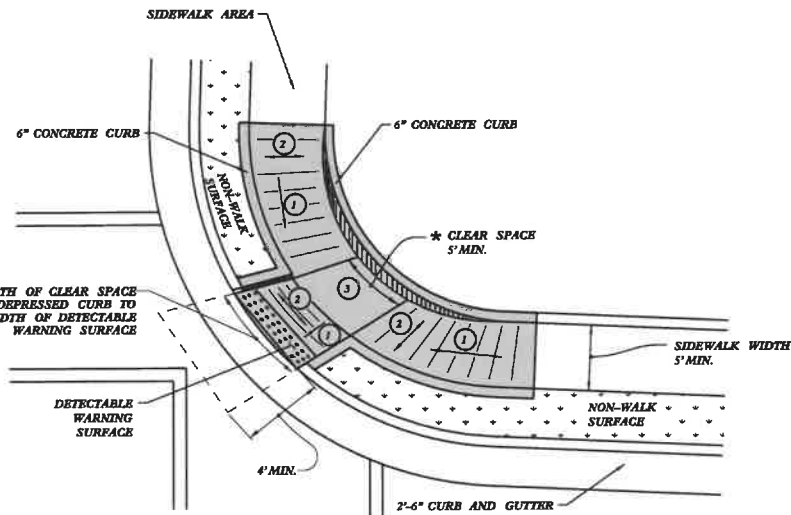 SIDEWALK AREA
6" CONCRETE CURB
6" CONCRETE CURB
2
NON-WALK
SURFACE
1
* CLEAR SPACE
5' MIN.
3
TH OF CLEAR SPACE
DEPRESSED CURB TO
DTH OF DETECTABLE
WARNING SURFACE
2
1
2
1
SIDEWALK WIDTH
5' MIN.
DETECTABLE
WARNING
SURFACE
NON-WALK
SURFACE
4' MIN.
2'-6" CURB AND GUTTER